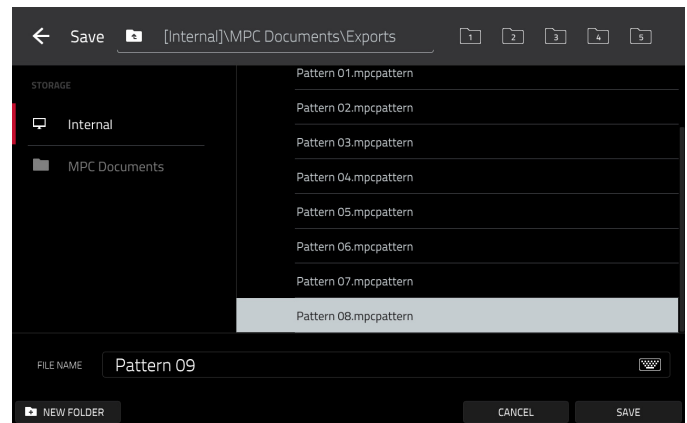 Save [Internal]\MPC Documents\Exports 1 2 3 4 5
STORAGE
Internal
MPC Documents
Pattern 01.mpcpattern
Pattern 02.mpcpattern
Pattern 03.mpcpattern
Pattern 04.mpcpattern
Pattern 05.mpcpattern
Pattern 06.mpcpattern
Pattern 07.mpcpattern
Pattern 08.mpcpattern
FILE NAME Pattern 09
NEW FOLDER CANCEL SAVE